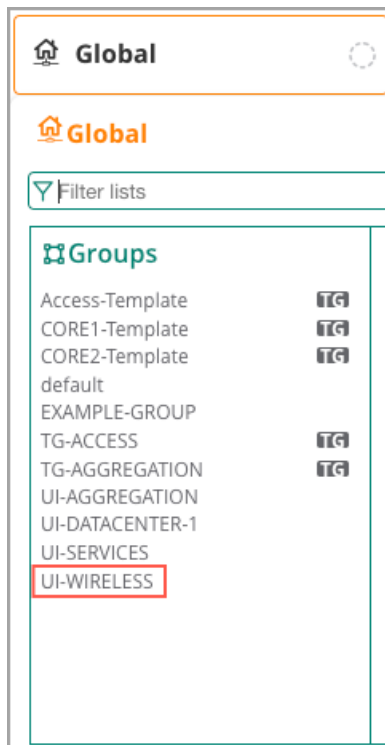 Global
Global
Filter lists
Groups
Access-Template TG
CORE1-Template TG
CORE2-Template TG
default
EXAMPLE-GROUP
TG-ACCESS TG
TG-AGGREGATION TG
UI-AGGREGATION
UI-DATACENTER-1
UI-SERVICES
UI-WIRELESS